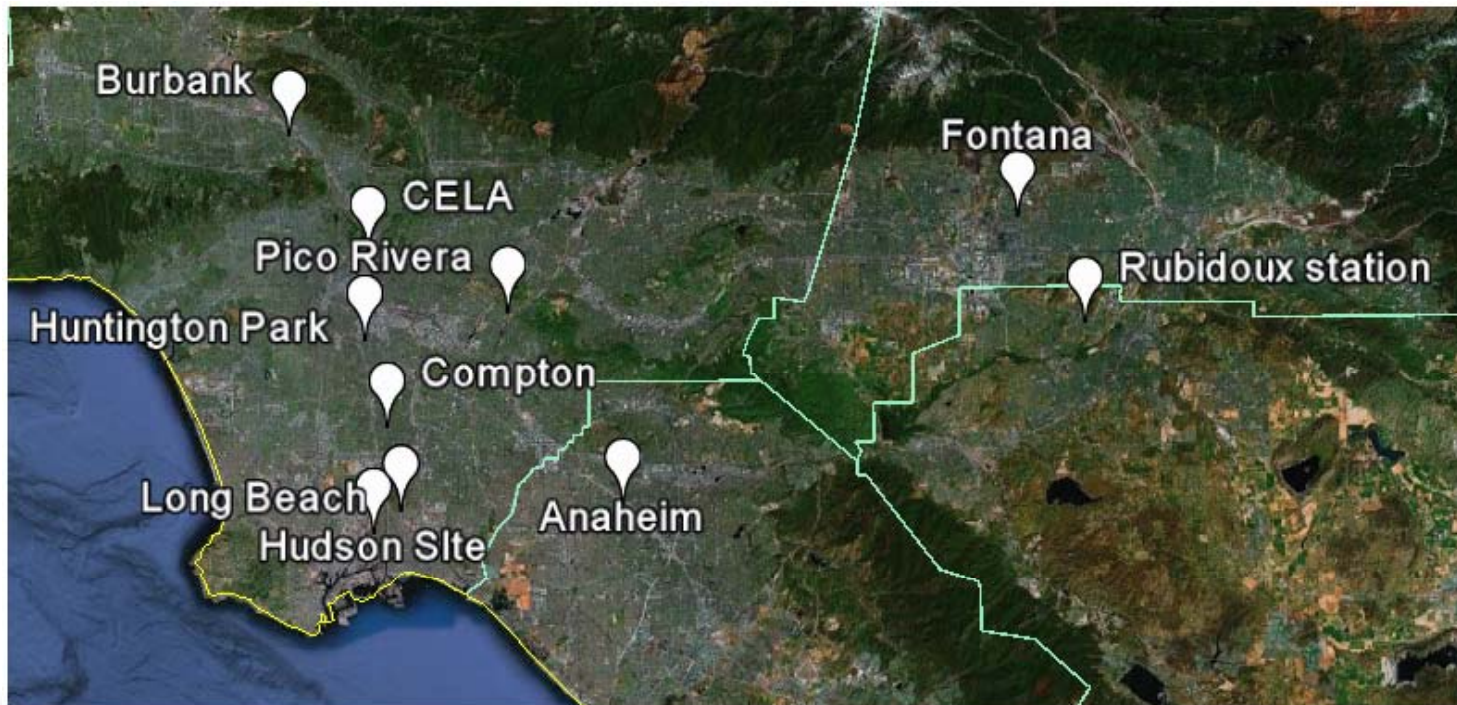 Burbank
Fontana
CELA
Pico Rivera
Rubidoux station
Huntington Park
Compton
Long Beach
Anaheim
Hudson SIte